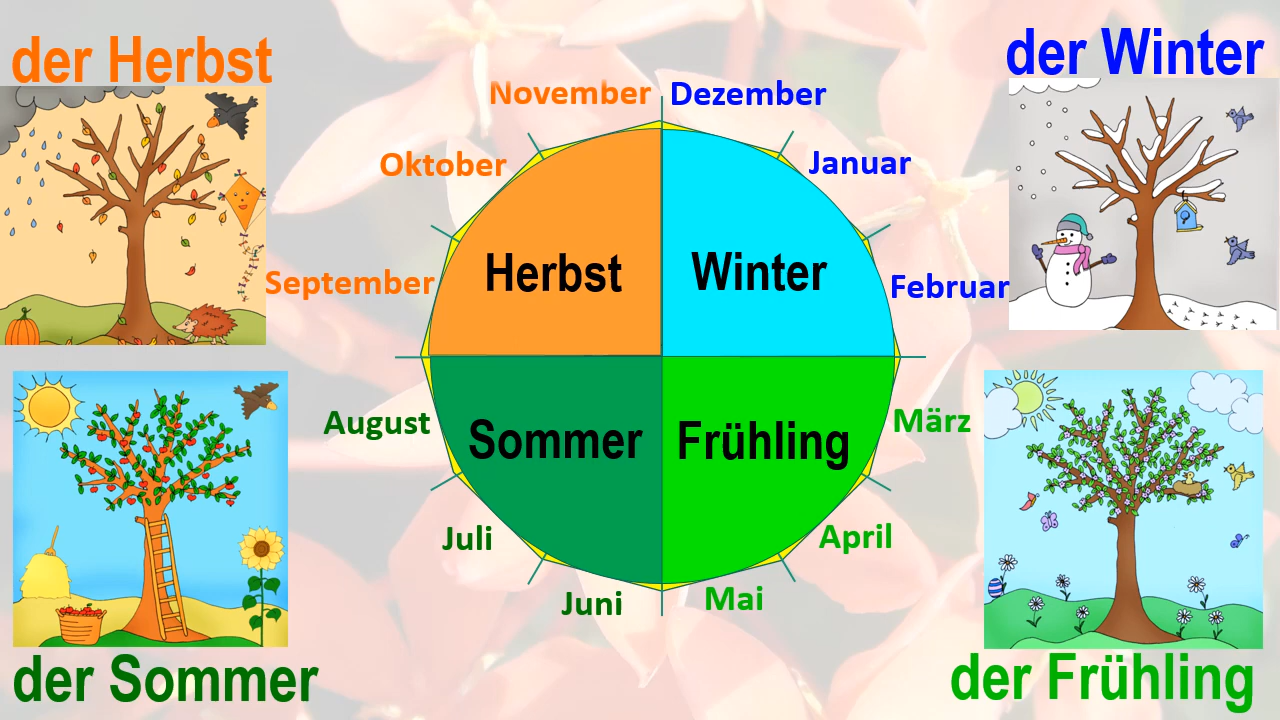 der Herbst
der Winter
November
Dezember
Oktober
Januar
September
Februar
Herbst
Winter
August
März
Sommer
Frühling
Juli
April
Juni
Mai
der Sommer
der Frühling